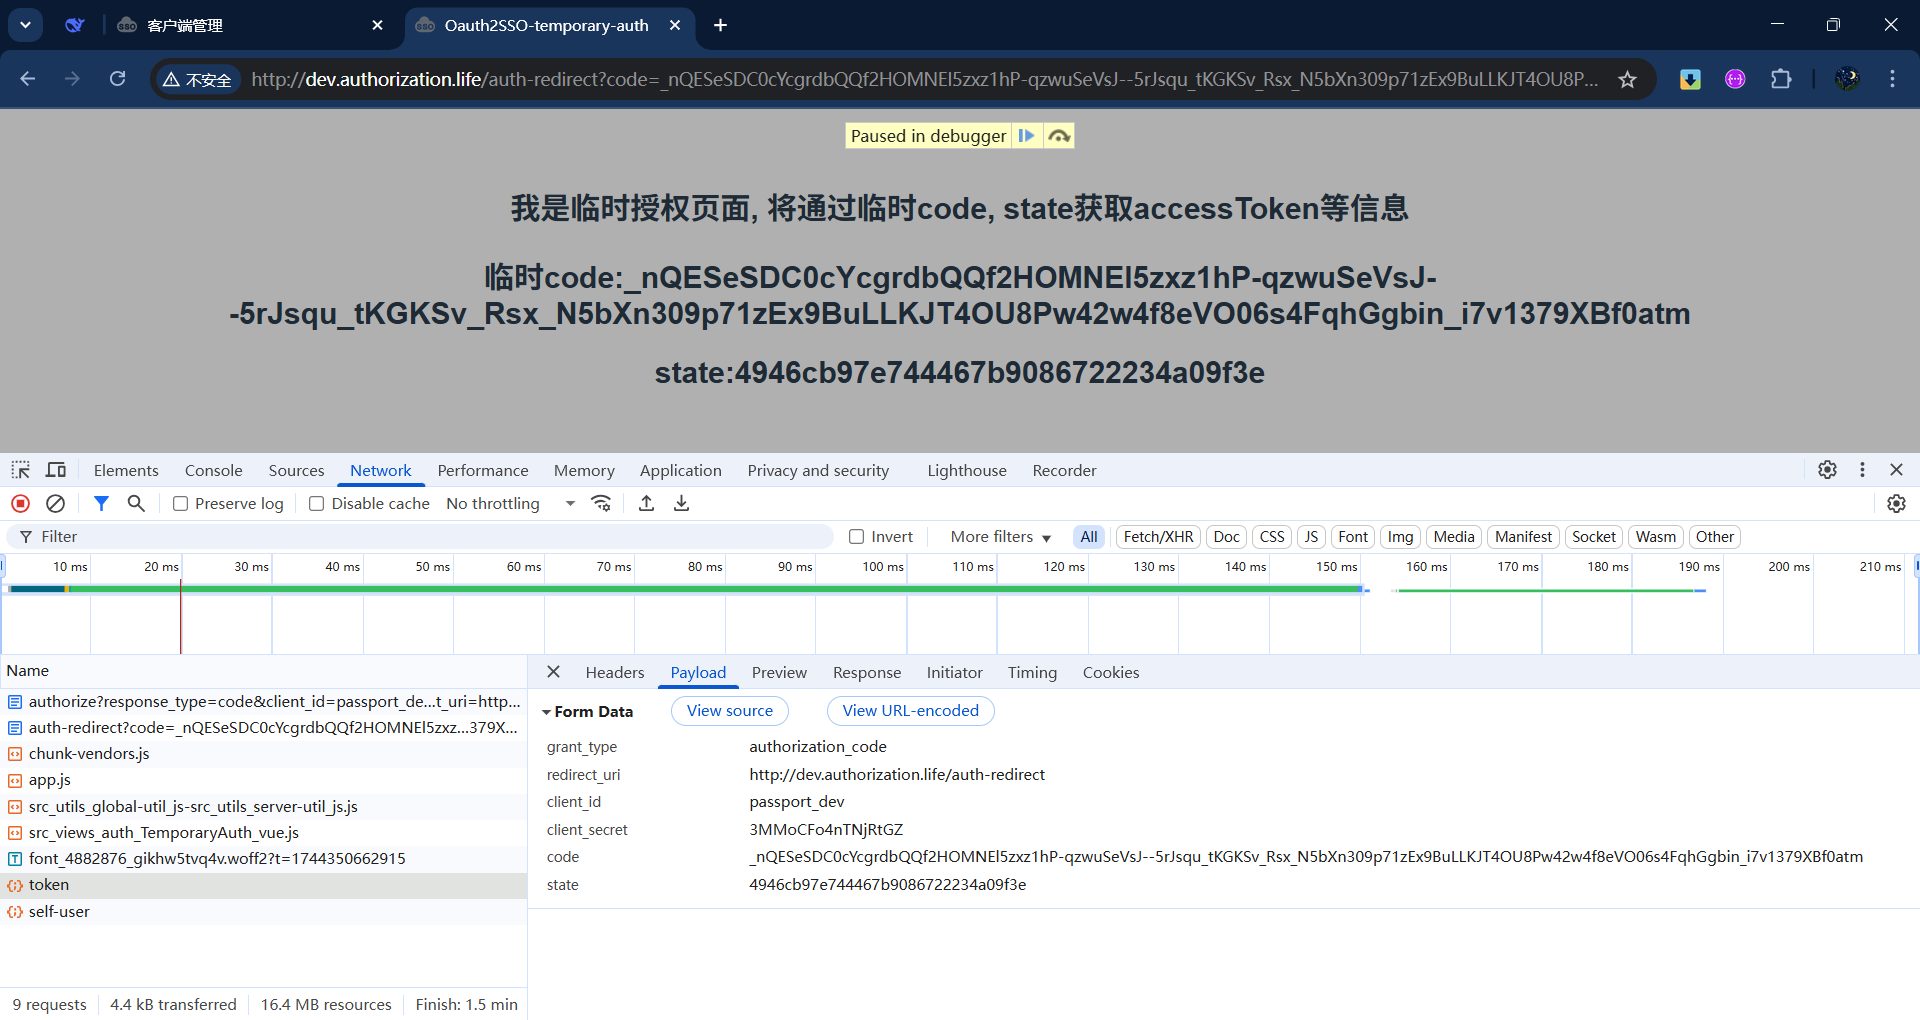 客户端管理
Oauth2SSO-temporary-auth
不安全
http://dev.authorization.life/auth-redirect?code=_nQESeSDC0cYcgrdbQQf2HOMNEl5zxz1hP-qzwuSeVsJ--5rJsqu_tKGKSv_Rsx_N5bXn309p71zEx9BuLLKJT4OU8P...
Paused in debugger
我是临时授权页面, 将通过临时code, state获取accessToken等信息
临时code:_nQESeSDC0cYcgrdbQQf2HOMNEl5zxz1hP-qzwuSeVsJ-
-5rJsqu_tKGKSv_Rsx_N5bXn309p71zEx9BuLLKJT4OU8Pw42w4f8eVO06s4FqhGgbin_i7v1379XBf0atm
state:4946cb97e744467b9086722234a09f3e
Elements Console Sources Network Performance Memory Application Privacy and security Lighthouse Recorder
Preserve log Disable cache No throttling
Filter Invert More filters All Fetch/XHR Doc CSS JS Font Img Media Manifest Socket Wasm Other
10 ms 20 ms 30 ms 40 ms 50 ms 60 ms 70 ms 80 ms 90 ms 100 ms 110 ms 120 ms 130 ms 140 ms 150 ms 160 ms 170 ms 180 ms 190 ms 200 ms 210 ms
Name
authorize?response_type=code&client_id=passport_de...t_uri=http...
auth-redirect?code=_nQESeSDC0cYcgrdbQQf2HOMNEl5zxz...379X...
chunk-vendors.js
app.js
src_utils_global-util_js-src_utils_server-util_js.js
src_views_auth_TemporaryAuth_vue.js
font_4882876_gikhw5tvq4v.woff2?t=1744350662915
token
self-user
9 requests 4.4 kB transferred 16.4 MB resources Finish: 1.5 min
Headers Payload Preview Response Initiator Timing Cookies
Form Data View source View URL-encoded
grant_type authorization_code
redirect_uri http://dev.authorization.life/auth-redirect
client_id passport_dev
client_secret 3MMoCFo4nTNjRtGZ
code _nQESeSDC0cYcgrdbQQf2HOMNEl5zxz1hP-qzwuSeVsJ--5rJsqu_tKGKSv_Rsx_N5bXn309p71zEx9BuLLKJT4OU8Pw42w4f8eVO06s4FqhGgbin_i7v1379XBf0atm
state 4946cb97e744467b9086722234a09f3e